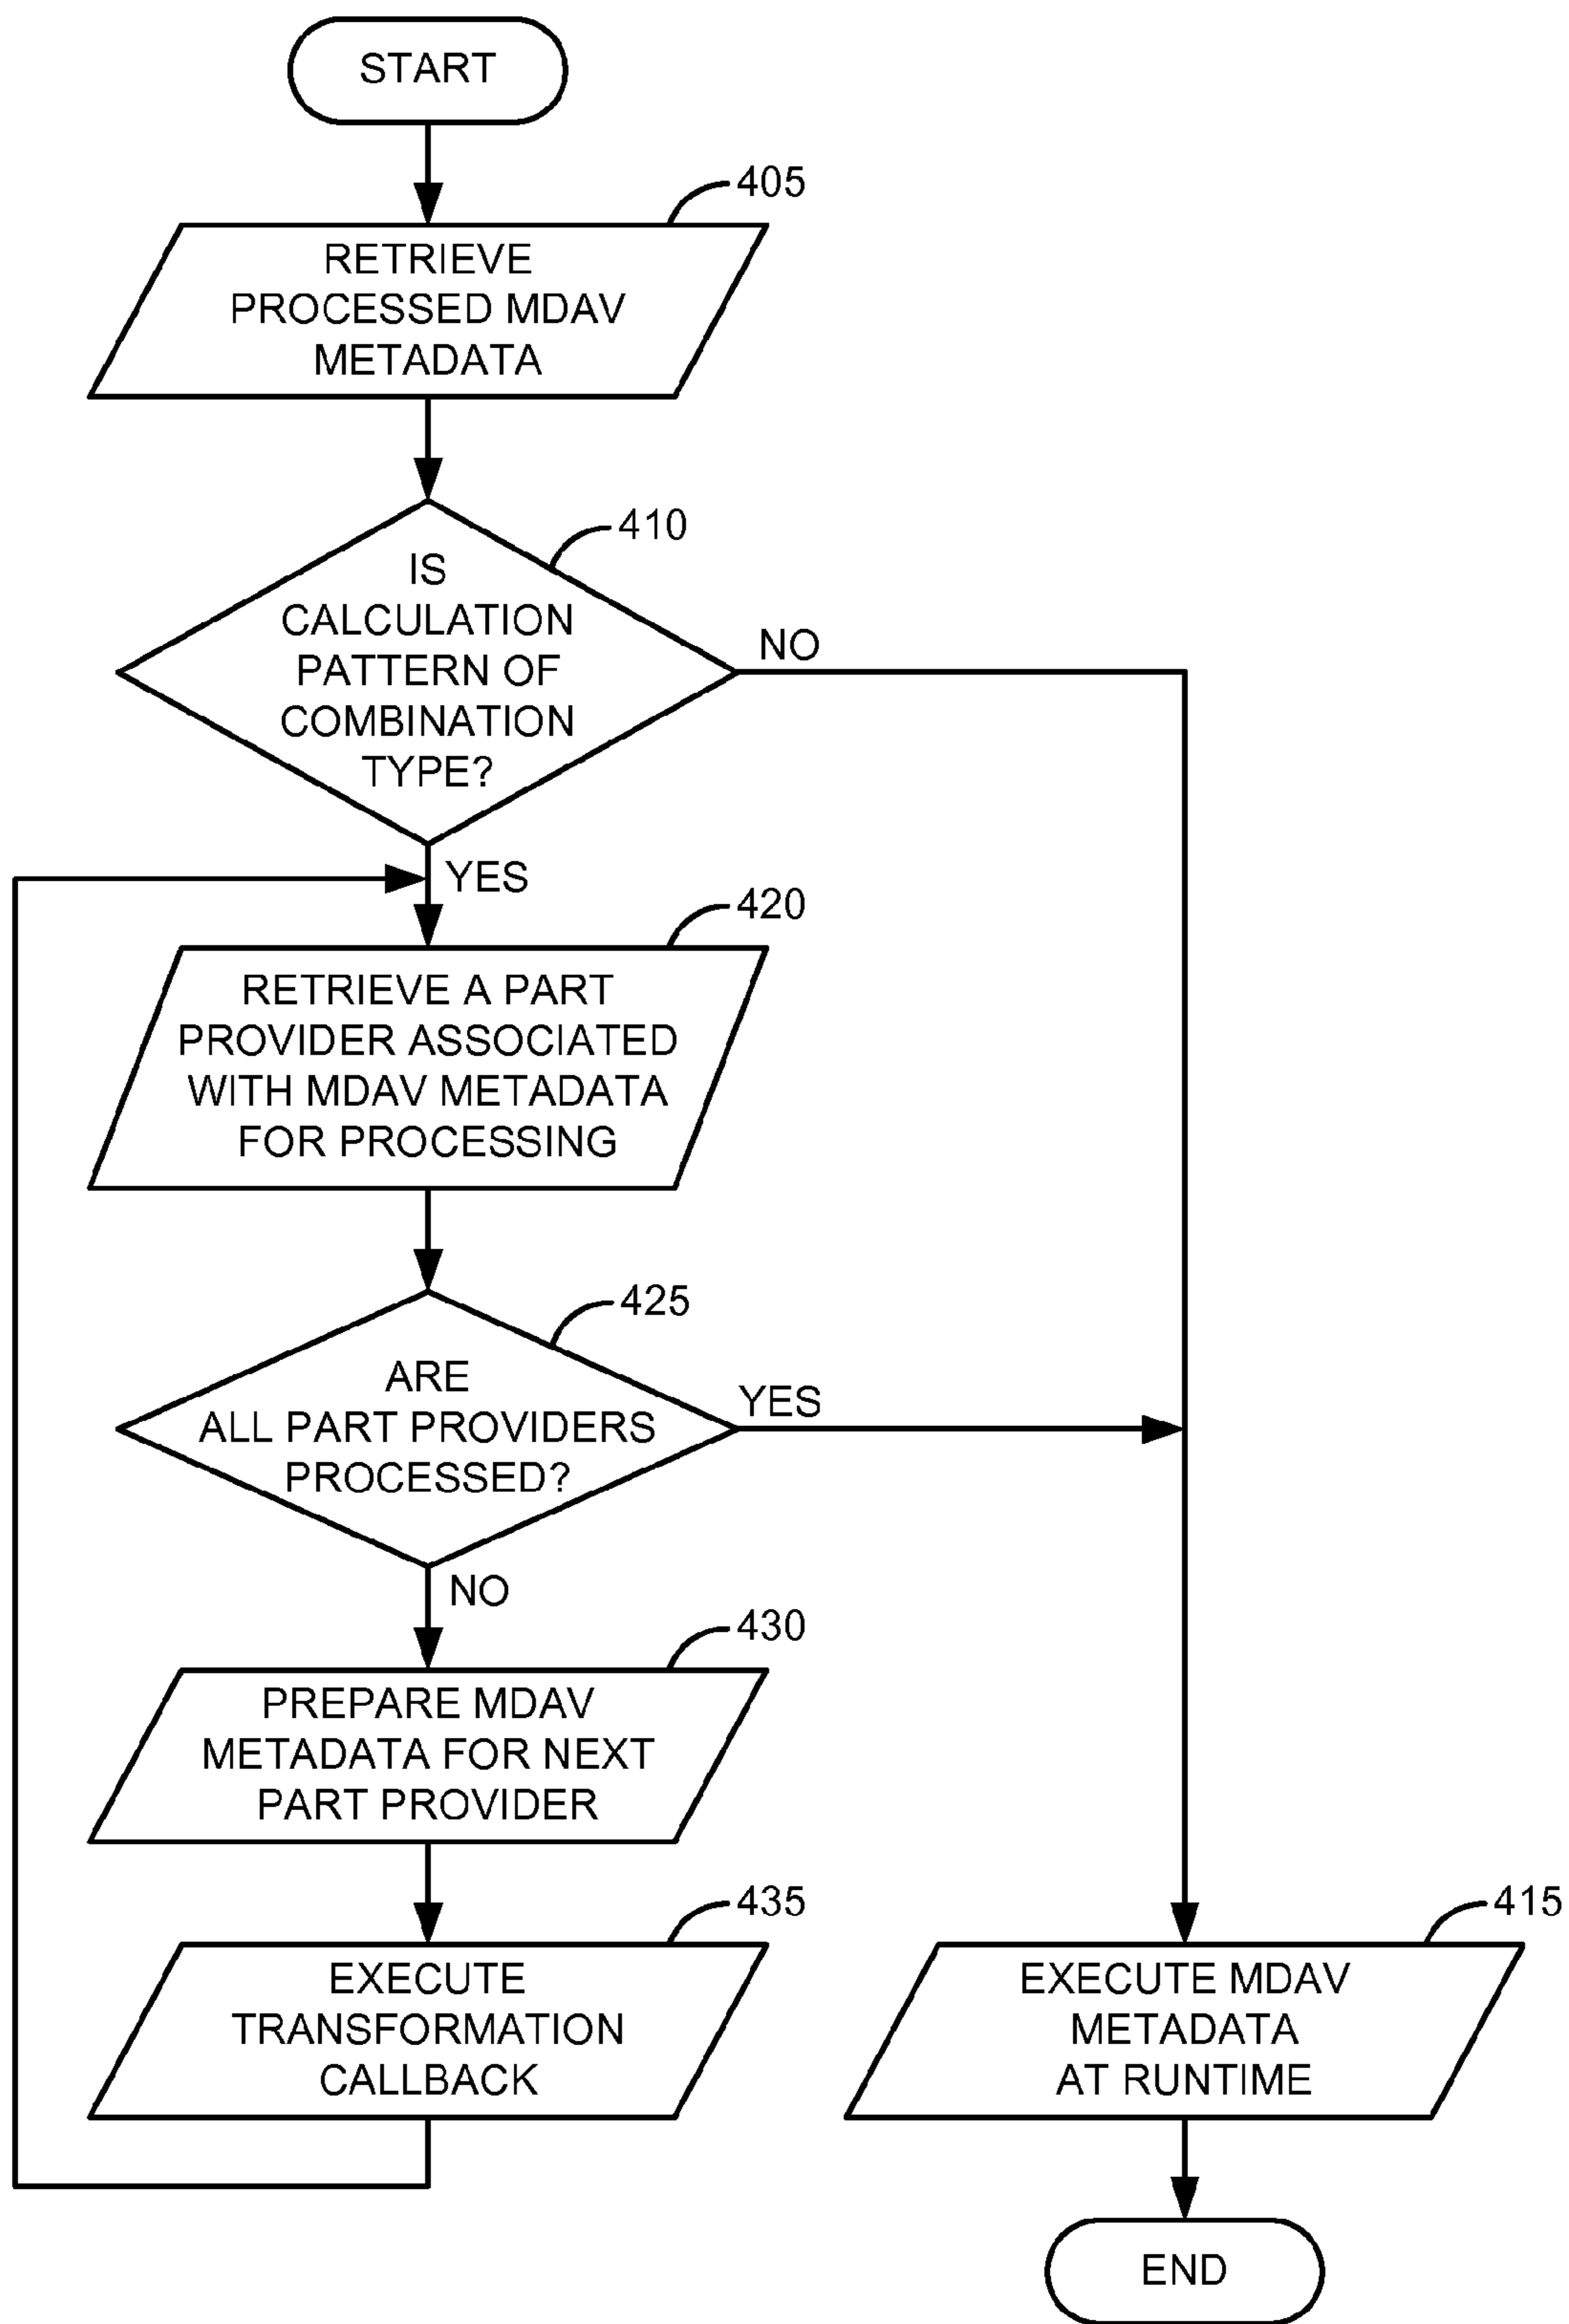 START
405
RETRIEVE
PROCESSED MDAV
METADATA
410
IS
CALCULATION
PATTERN OF
COMBINATION
TYPE?
NO
YES
420
RETRIEVE A PART
PROVIDER ASSOCIATED
WITH MDAV METADATA
FOR PROCESSING
425
ARE
ALL PART PROVIDERS
PROCESSED?
YES
NO
430
PREPARE MDAV
METADATA FOR NEXT
PART PROVIDER
435
EXECUTE
TRANSFORMATION
CALLBACK
415
EXECUTE MDAV
METADATA
AT RUNTIME
END